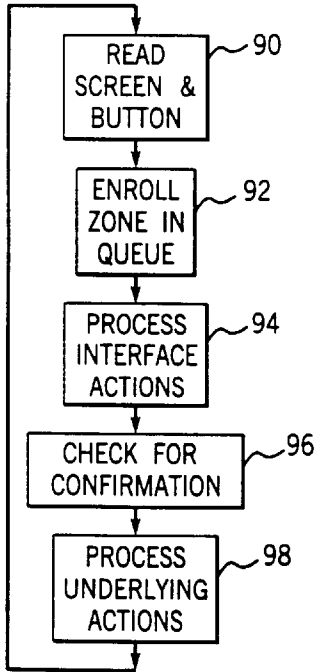 READ
SCREEN &
BUTTON
90
ENROLL
ZONE IN
QUEUE
92
PROCESS
INTERFACE
ACTIONS
94
CHECK FOR
CONFIRMATION
96
PROCESS
UNDERLYING
ACTIONS
98